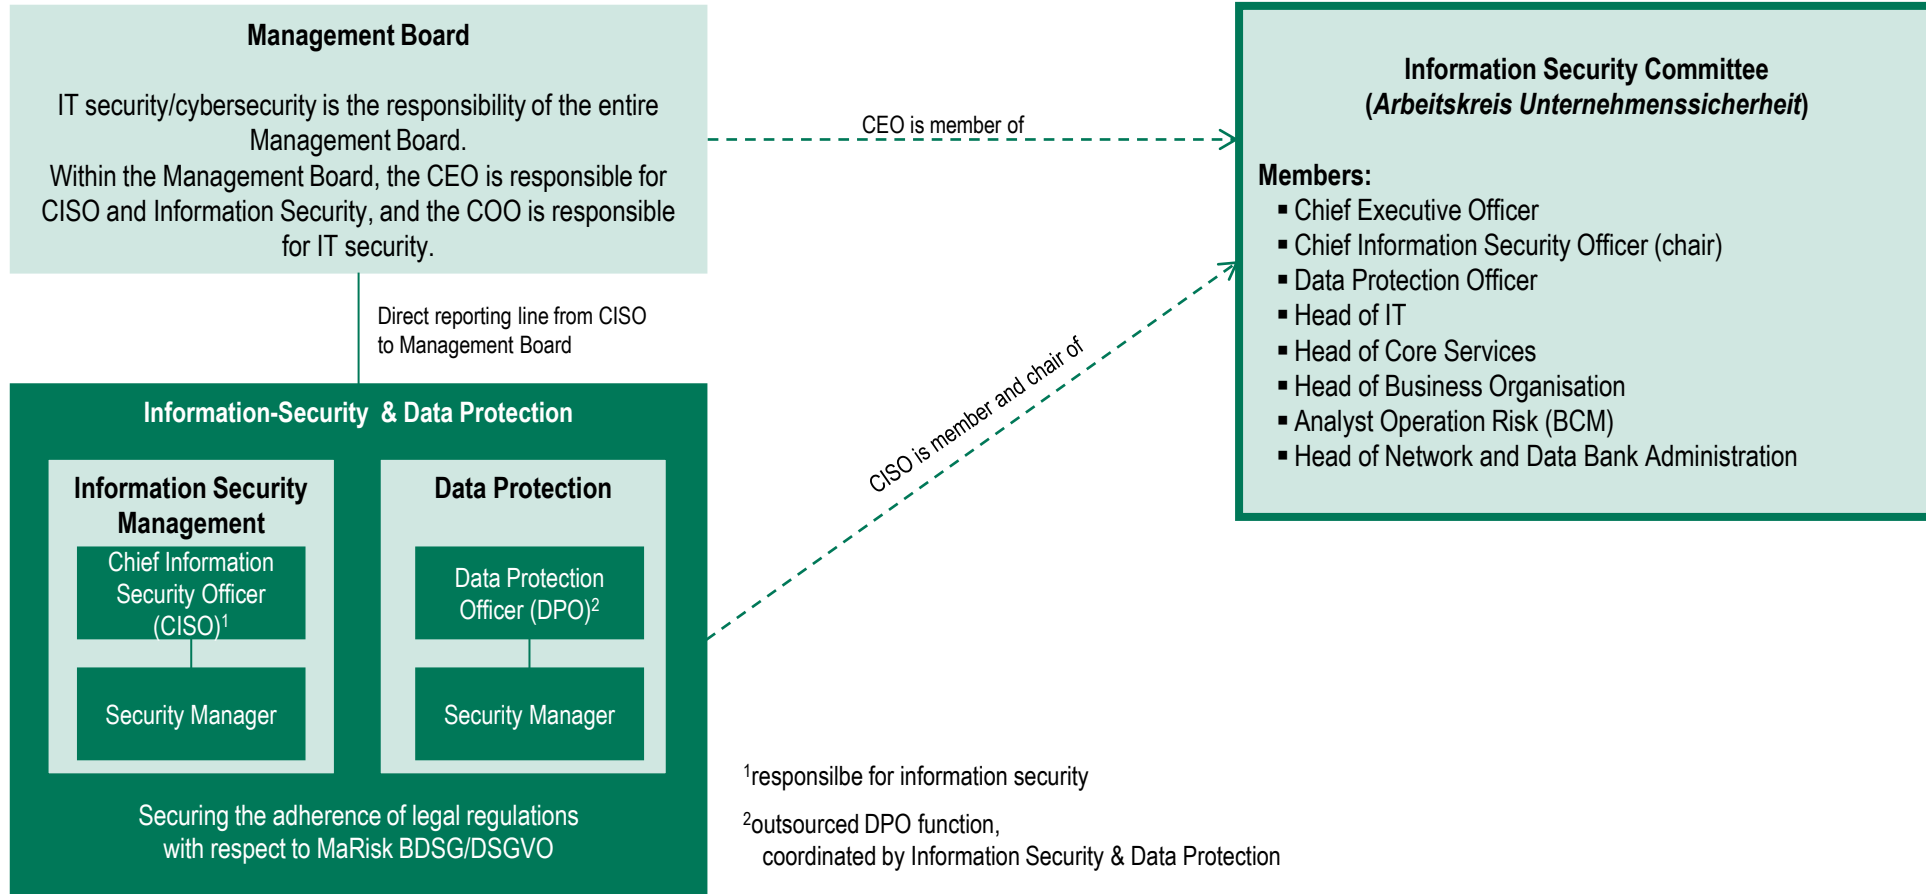 Management Board
IT security/cybersecurity is the responsibility of the entire
Management Board.
Within the Management Board, the CEO is responsible for
CISO and Information Security, and the COO is responsible
for IT security.
CEO is member of
Information Security Committee
(Arbeitskreis Unternehmenssicherheit)
Members:
▪ Chief Executive Officer
▪ Chief Information Security Officer (chair)
▪ Data Protection Officer
▪ Head of IT
▪ Head of Core Services
▪ Head of Business Organisation
▪ Analyst Operation Risk (BCM)
▪ Head of Network and Data Bank Administration
Direct reporting line from CISO
to Management Board
CISO is member and chair of
Information-Security & Data Protection
Information Security
Management
Chief Information
Security Officer
(CISO)1
Security Manager
Data Protection
Data Protection
Officer (DPO)2
Security Manager
Securing the adherence of legal regulations
with respect to MaRisk BDSG/DSGVO
1responsilbe for information security
2outsourced DPO function,
coordinated by Information Security & Data Protection